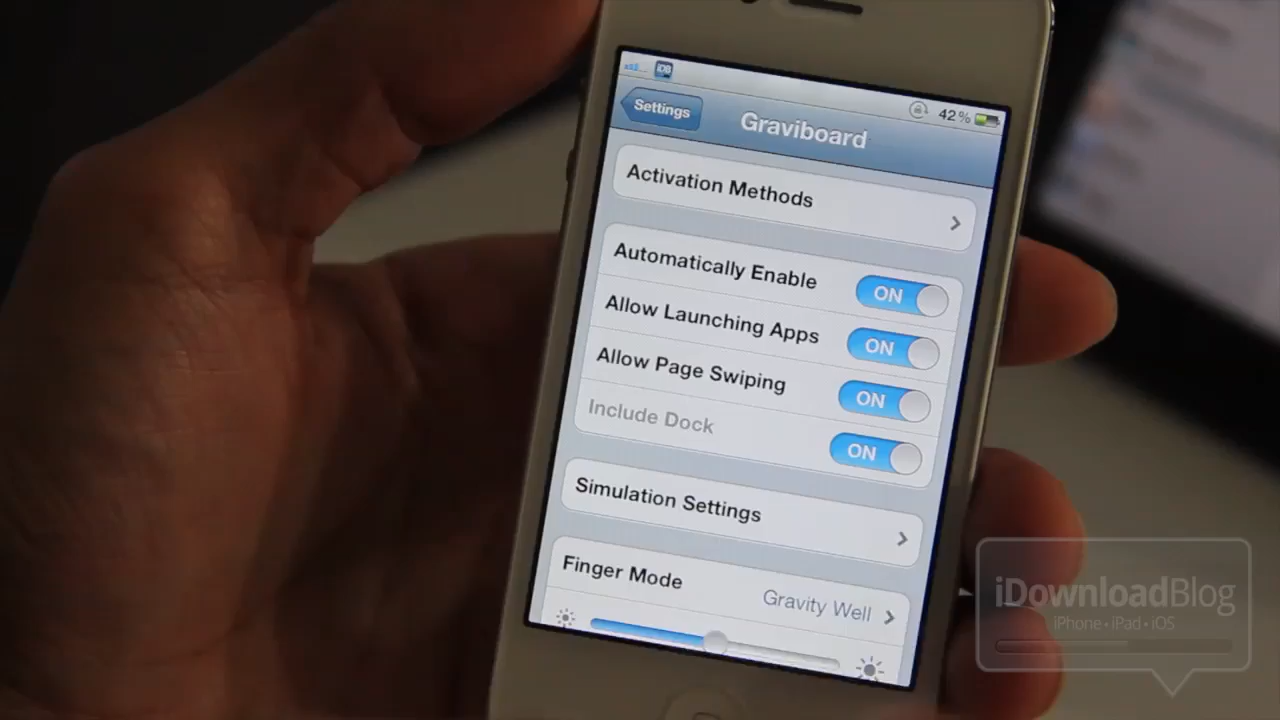 iDB
42%
Settings
Graviboard
Activation Methods
Automatically Enable
ON
Allow Launching Apps
ON
Allow Page Swiping
ON
Include Dock
ON
Simulation Settings
Finger Mode
Gravity Well
iDownloadBlog
iPhone • iPad • iOS